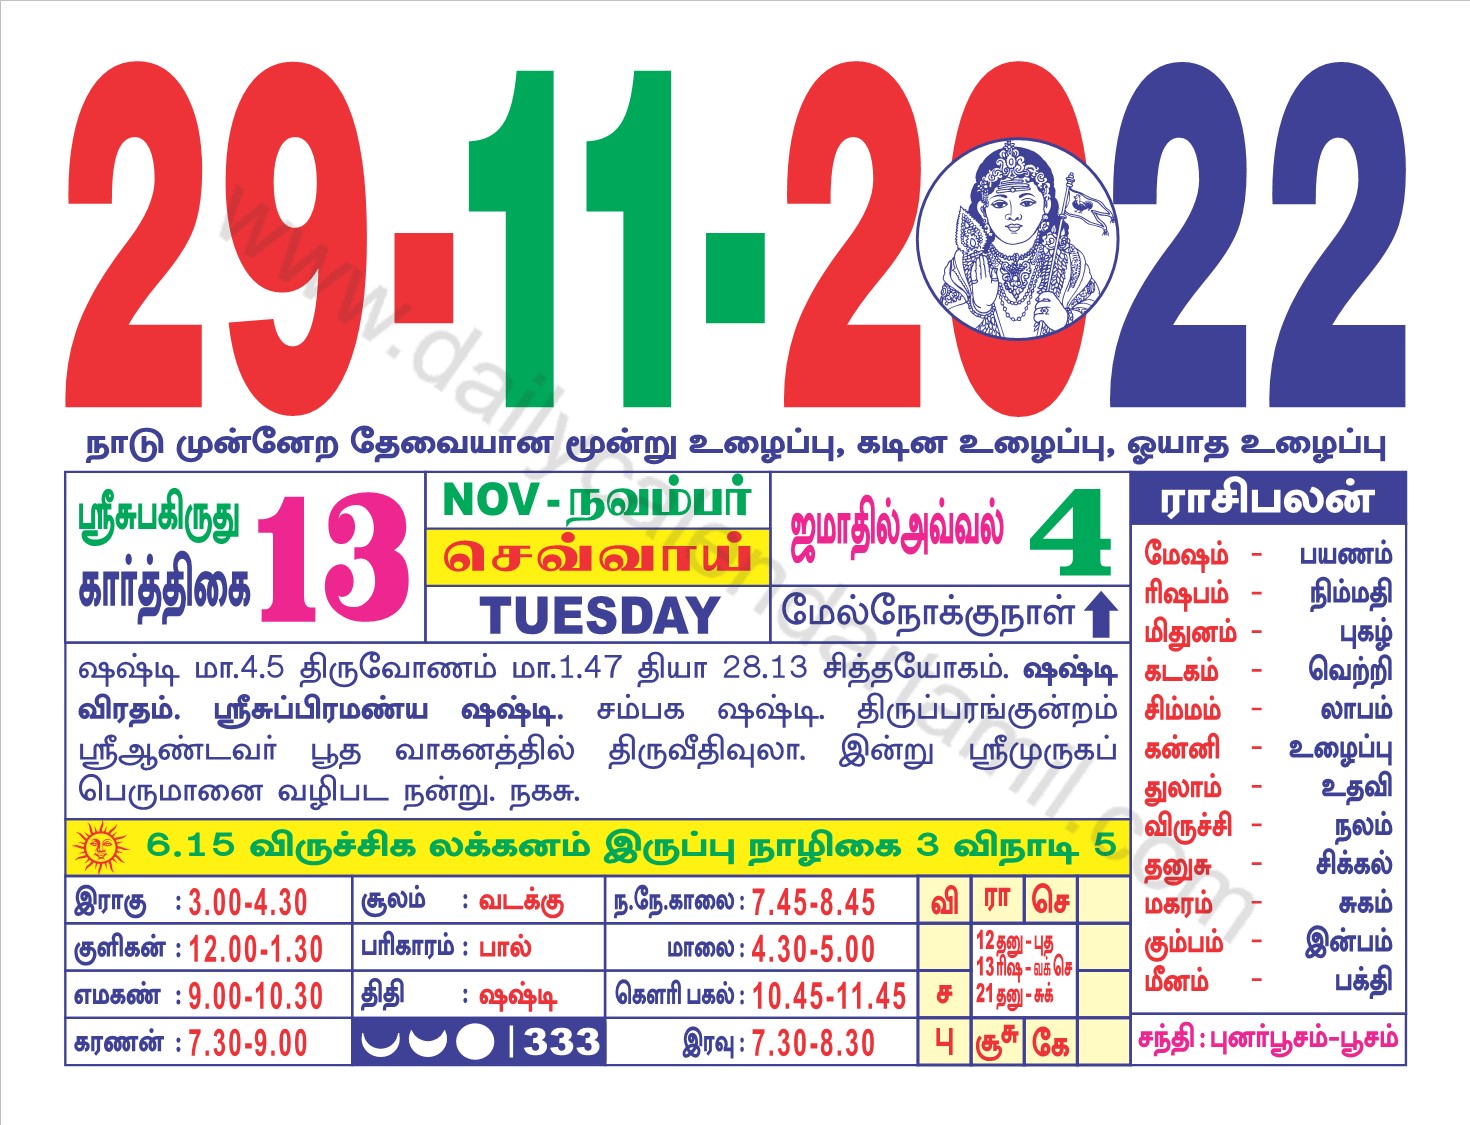 29-11-2022
நாடு முன்னேற தேவையான மூன்று உழைப்பு, கடின உழைப்பு, ஓயாத உழைப்பு
ஸ்ரீசுபகிருது
கார்த்திகை 13
NOV - நவம்பர்
செவ்வாய்
TUESDAY
ஜமாதில்அவ்வல் 4
மேல்நோக்குநாள்
ஷஷ்டி மா.4.5 திருவோணம் மா.1.47 தியா 28.13 சித்தயோகம். ஷஷ்டி
விரதம். ஸ்ரீசுப்பிரமண்ய ஷஷ்டி. சம்பக ஷஷ்டி. திருப்பரங்குன்றம்
ஸ்ரீஆண்டவர் பூத வாகனத்தில் திருவீதிவுலா. இன்று ஸ்ரீமுருகப்
பெருமானை வழிபட நன்று. நகசு.
6.15 விருச்சிக லக்கனம் இருப்பு நாழிகை 3 விநாடி 5
இராகு : 3.00-4.30
குளிகன் : 12.00-1.30
எமகண் : 9.00-10.30
கரணன் : 7.30-9.00
சூலம் : வடக்கு
பரிகாரம் : பால்
திதி : ஷஷ்டி
333
ந.நே.காலை : 7.45-8.45
மாலை : 4.30-5.00
கௌரி பகல் : 10.45-11.45
இரவு : 7.30-8.30
வி ரா செ
12 தனு - புத
13 ரிஷ - வக் செ
21 தனு - சுக்
ச
பு சூசு கே
ராசிபலன்
மேஷம் - பயணம்
ரிஷபம் - நிம்மதி
மிதுனம் - புகழ்
கடகம் - வெற்றி
சிம்மம் - லாபம்
கன்னி - உழைப்பு
துலாம் - உதவி
விருச்சி - நலம்
தனுசு - சிக்கல்
மகரம் - சுகம்
கும்பம் - இன்பம்
மீனம் - பக்தி
சந்தி : புனர்பூசம்-பூசம்
www.dailycalendartamil.com